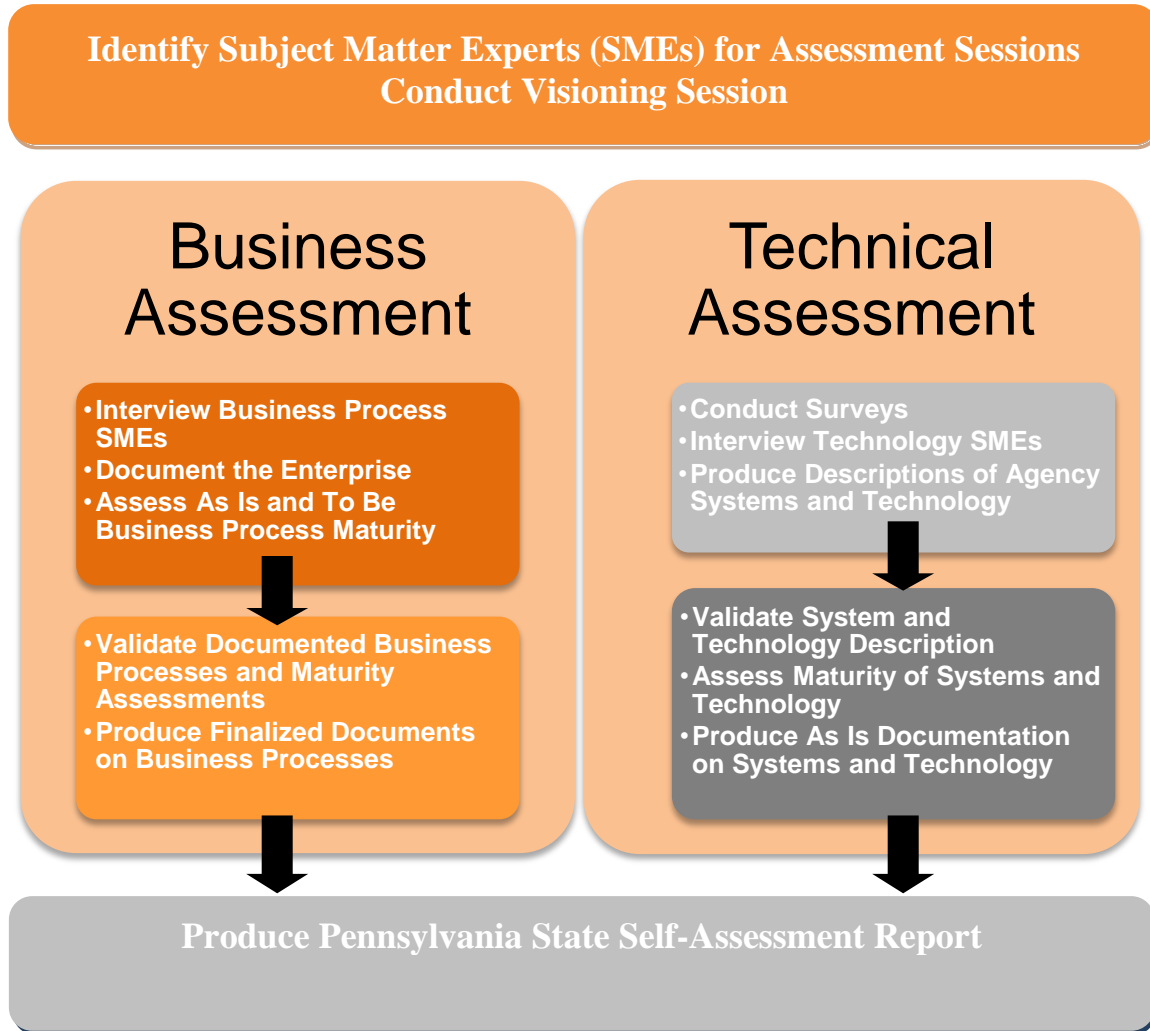 Identify Subject Matter Experts (SMEs) for Assessment Sessions
Conduct Visioning Session
Business
Assessment
•Interview Business Process
SMEs
•Document the Enterprise
•Assess As Is and To Be
Business Process Maturity
•Validate Documented Business
Processes and Maturity
Assessments
•Produce Finalized Documents
on Business Processes
Technical
Assessment
•Conduct Surveys
•Interview Technology SMEs
•Produce Descriptions of Agency
Systems and Technology
•Validate System and
Technology Description
•Assess Maturity of Systems and
Technology
•Produce As Is Documentation
on Systems and Technology
Produce Pennsylvania State Self-Assessment Report